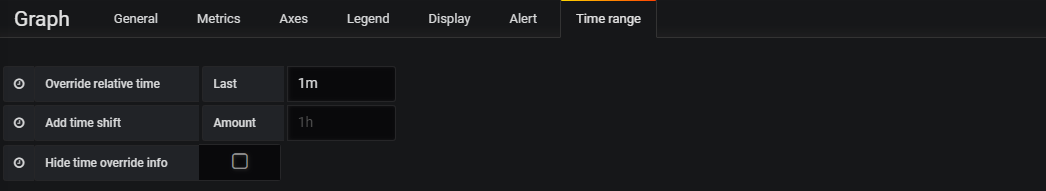 Graph General Metrics Axes Legend Display Alert Time range
Override relative time Last 1m
Add time shift Amount 1h
Hide time override info